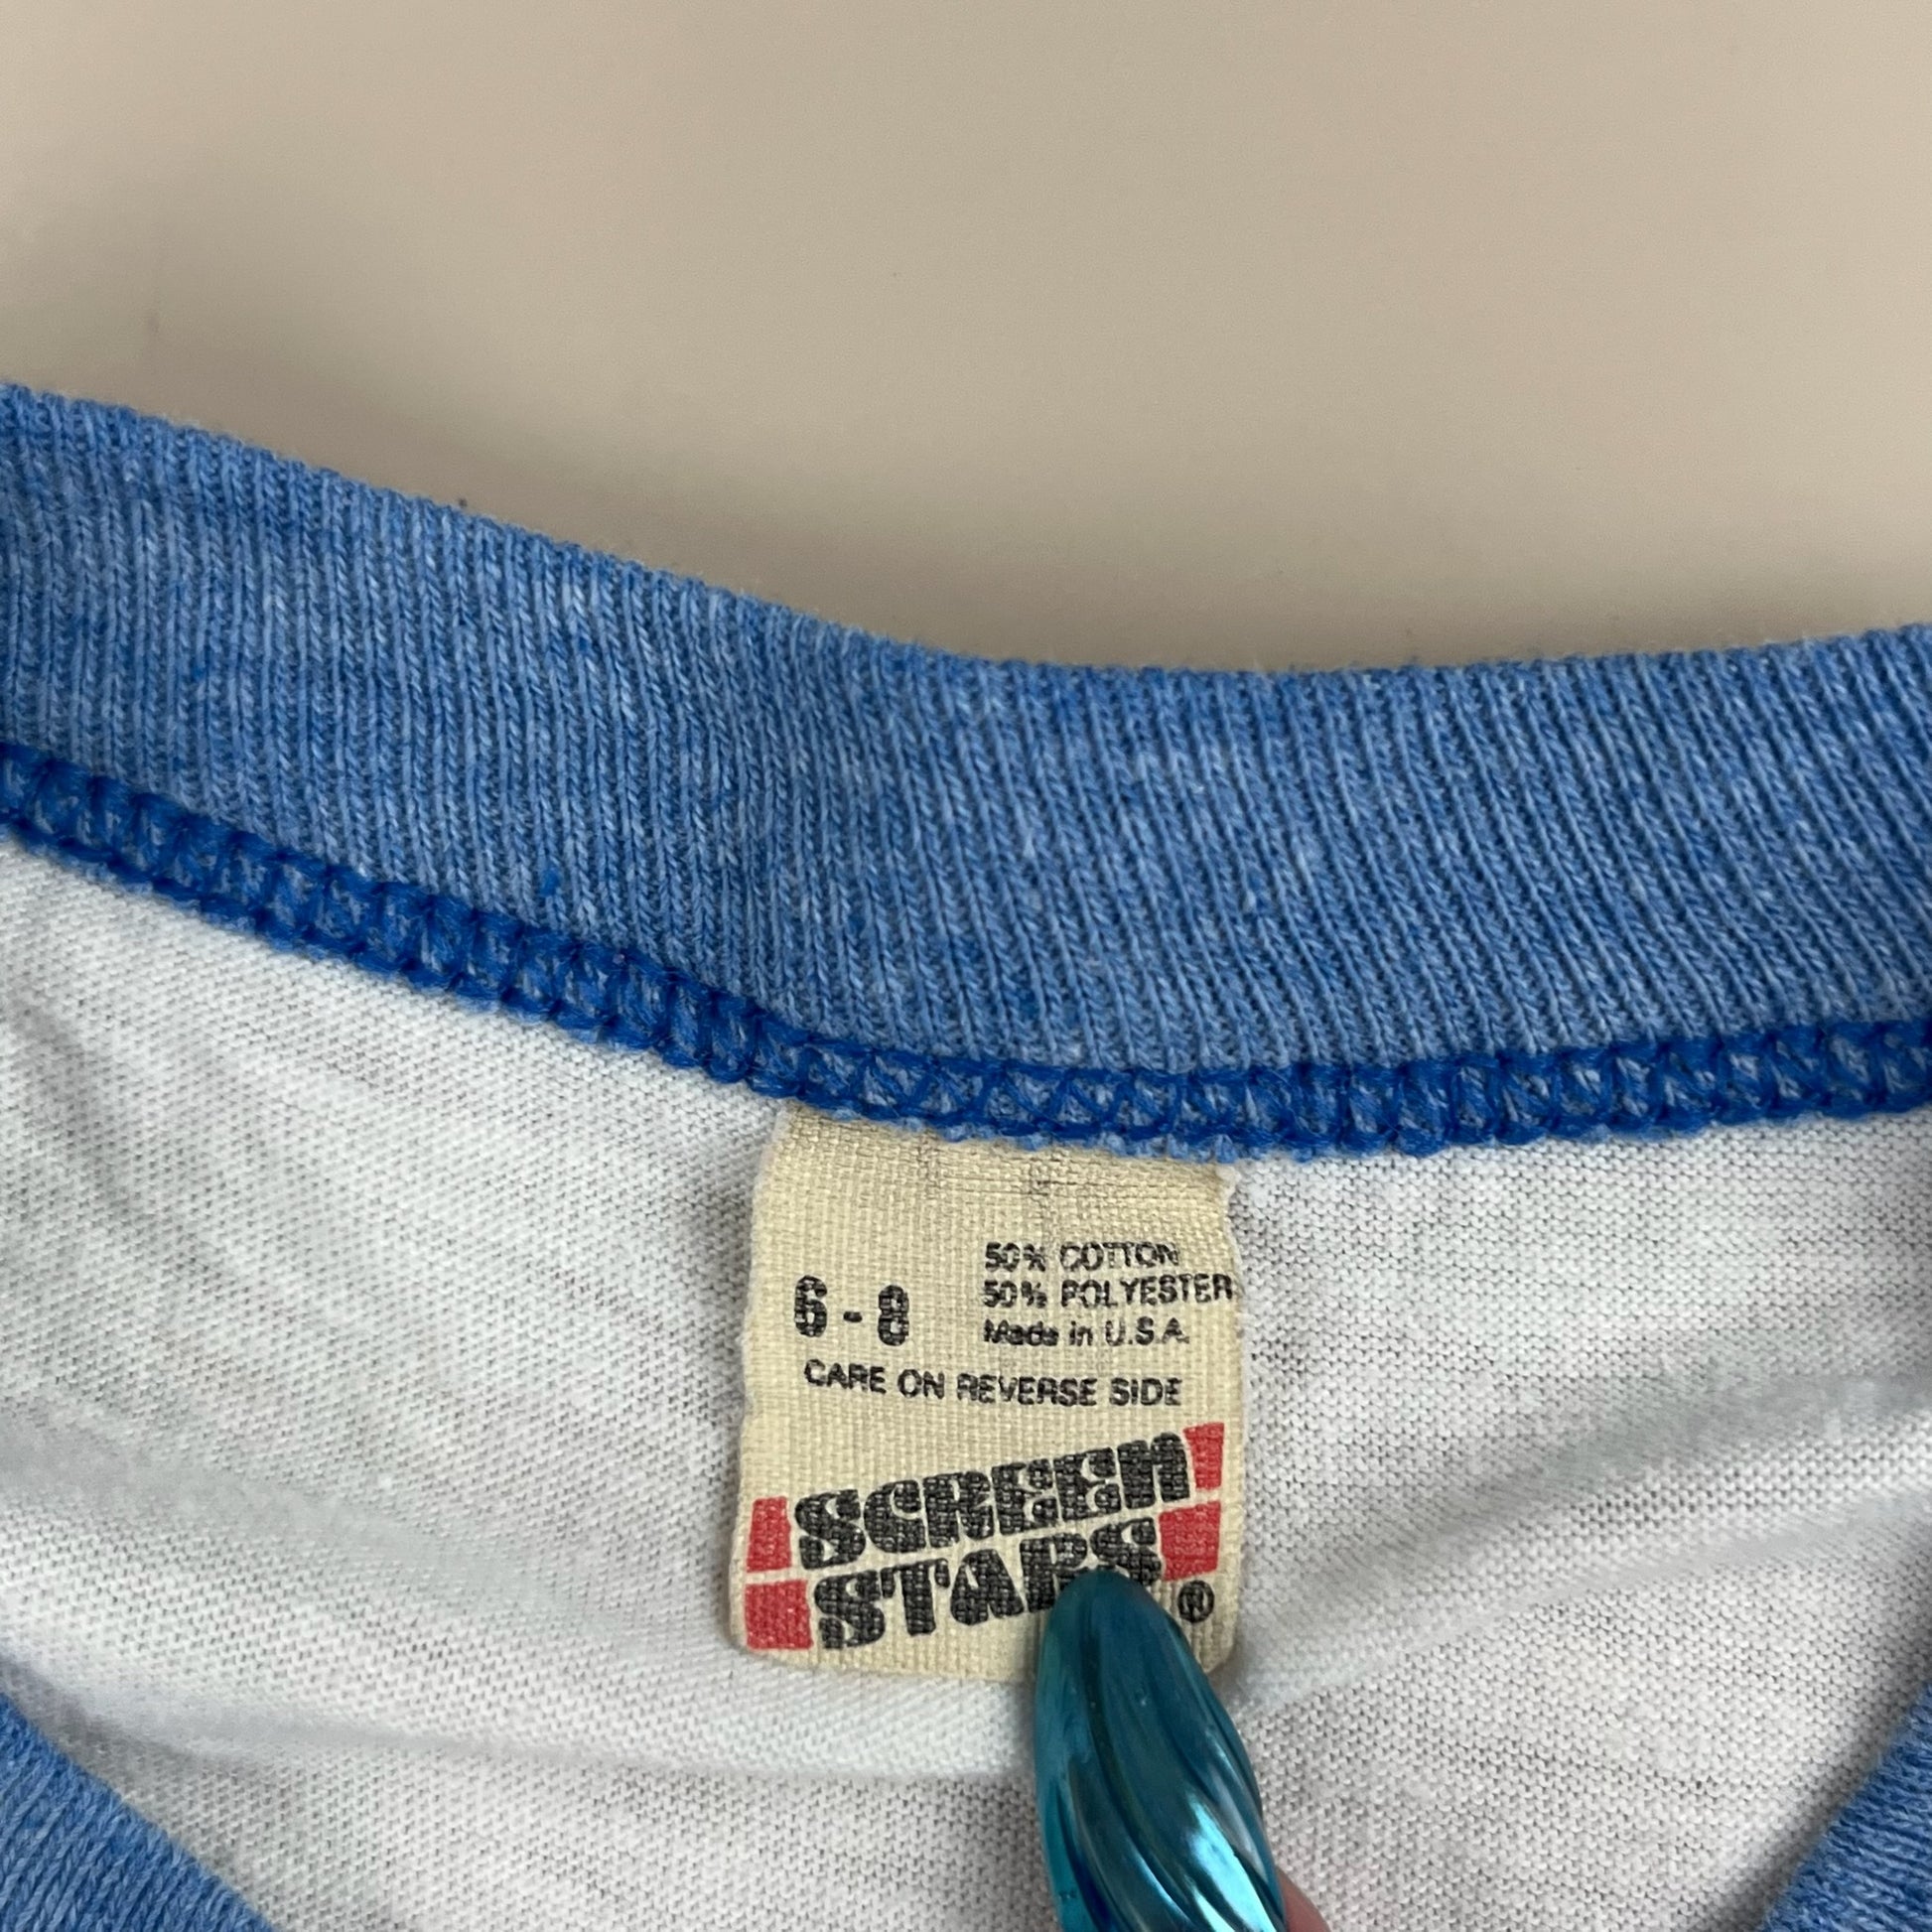 50% COTTON
50% POLYESTER
6-8
Made in U.S.A.
CARE ON REVERSE SIDE
SCREEN
STARS
®